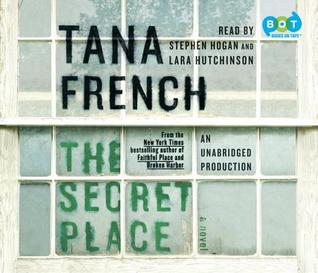 TANA
FRENCH
READ BY
STEPHEN HOGAN AND
LARA HUTCHINSON
BOT
BOOKS ON TAPE
From the
New York Times
bestselling author of
Faithful Place and
Broken Harbor
AN
UNABRIDGED
PRODUCTION
THE
SECRET
PLACE
a novel